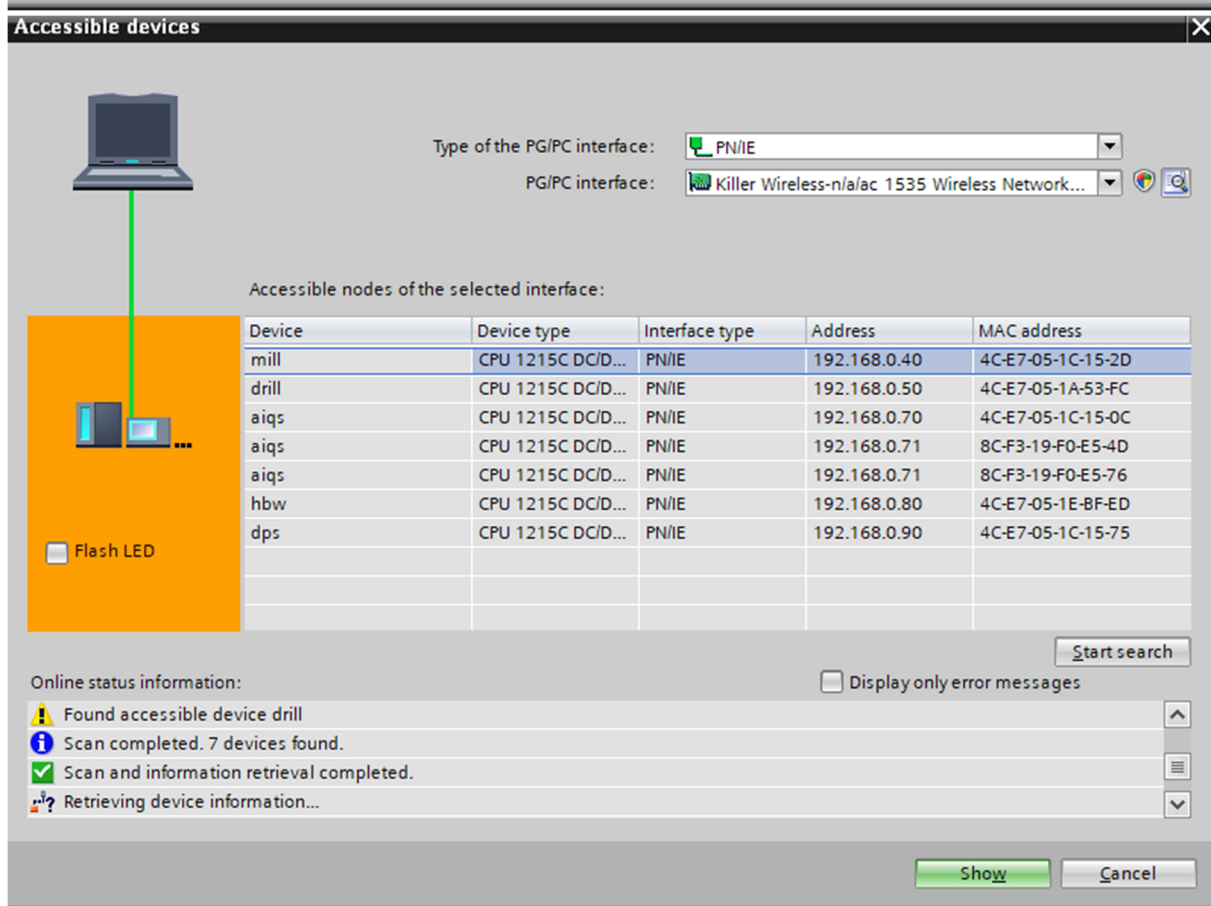 Accessible devices
Type of the PG/PC interface: PN/IE
PG/PC interface: Killer Wireless-n/a/ac 1535 Wireless Network...
Accessible nodes of the selected interface:
Device Device type Interface type Address MAC address
mill CPU 1215C DC/D... PN/IE 192.168.0.40 4C-E7-05-1C-15-2D
drill CPU 1215C DC/D... PN/IE 192.168.0.50 4C-E7-05-1A-53-FC
aiqs CPU 1215C DC/D... PN/IE 192.168.0.70 4C-E7-05-1C-15-0C
aiqs CPU 1215C DC/D... PN/IE 192.168.0.71 8C-F3-19-F0-E5-4D
aiqs CPU 1215C DC/D... PN/IE 192.168.0.71 8C-F3-19-F0-E5-76
hbw CPU 1215C DC/D... PN/IE 192.168.0.80 4C-E7-05-1E-BF-ED
dps CPU 1215C DC/D... PN/IE 192.168.0.90 4C-E7-05-1C-15-75
Flash LED
Start search
Online status information: Display only error messages
Found accessible device drill
Scan completed. 7 devices found.
Scan and information retrieval completed.
Retrieving device information...
Show Cancel